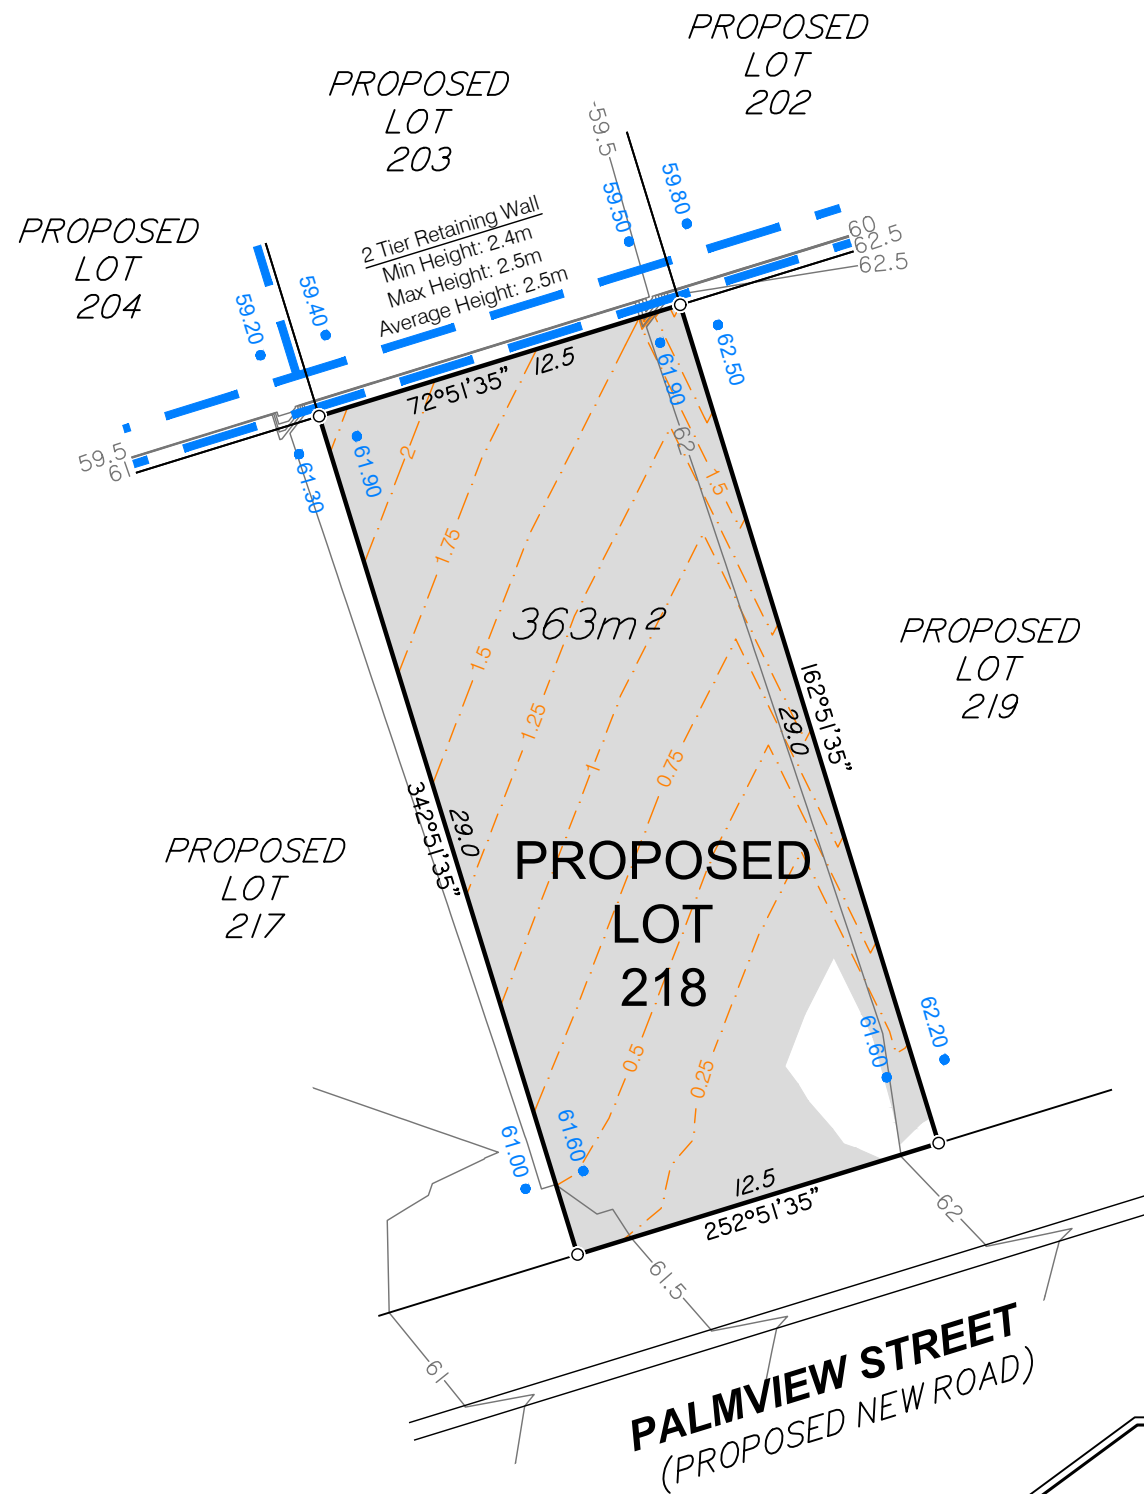 PROPOSED
LOT
202
PROPOSED
LOT
203
PROPOSED
LOT
204
2 Tier Retaining Wall
Min Height: 2.4m
Max Height: 2.5m
Average Height: 2.5m
59.5
59.50
59.80
60
62.5
62.5
59.20
59.40
59.5
61
61.30
61.90
72°51'35"
12.5
61.90
62.50
62
2
1.75
1.5
1.5
1.25
1
0.75
0.5
0.25
363m²
PROPOSED
LOT
219
162°51'35"
29.0
342°51'35"
29.0
PROPOSED
LOT
217
PROPOSED
LOT
218
61.60
62.20
61.00
61.60
12.5
252°51'35"
62
61.5
61
PALMVIEW STREET
(PROPOSED NEW ROAD)